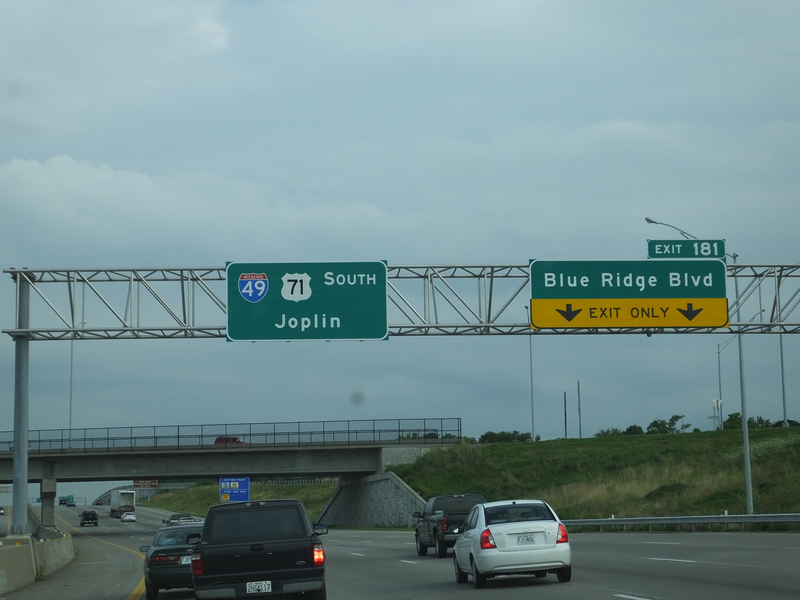 EXIT 181
INTERSTATE
49
71
SOUTH
Joplin
Blue Ridge Blvd
EXIT ONLY